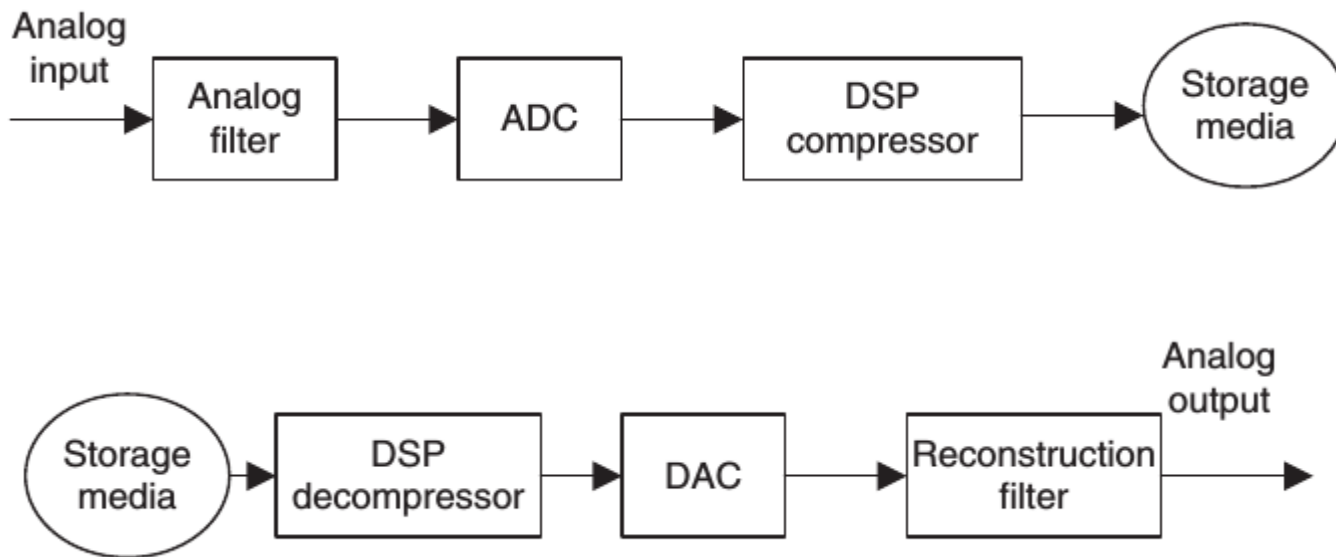 Analog
input
Analog
filter
ADC
DSP
compressor
Storage
media
Storage
media
DSP
decompressor
DAC
Reconstruction
filter
Analog
output